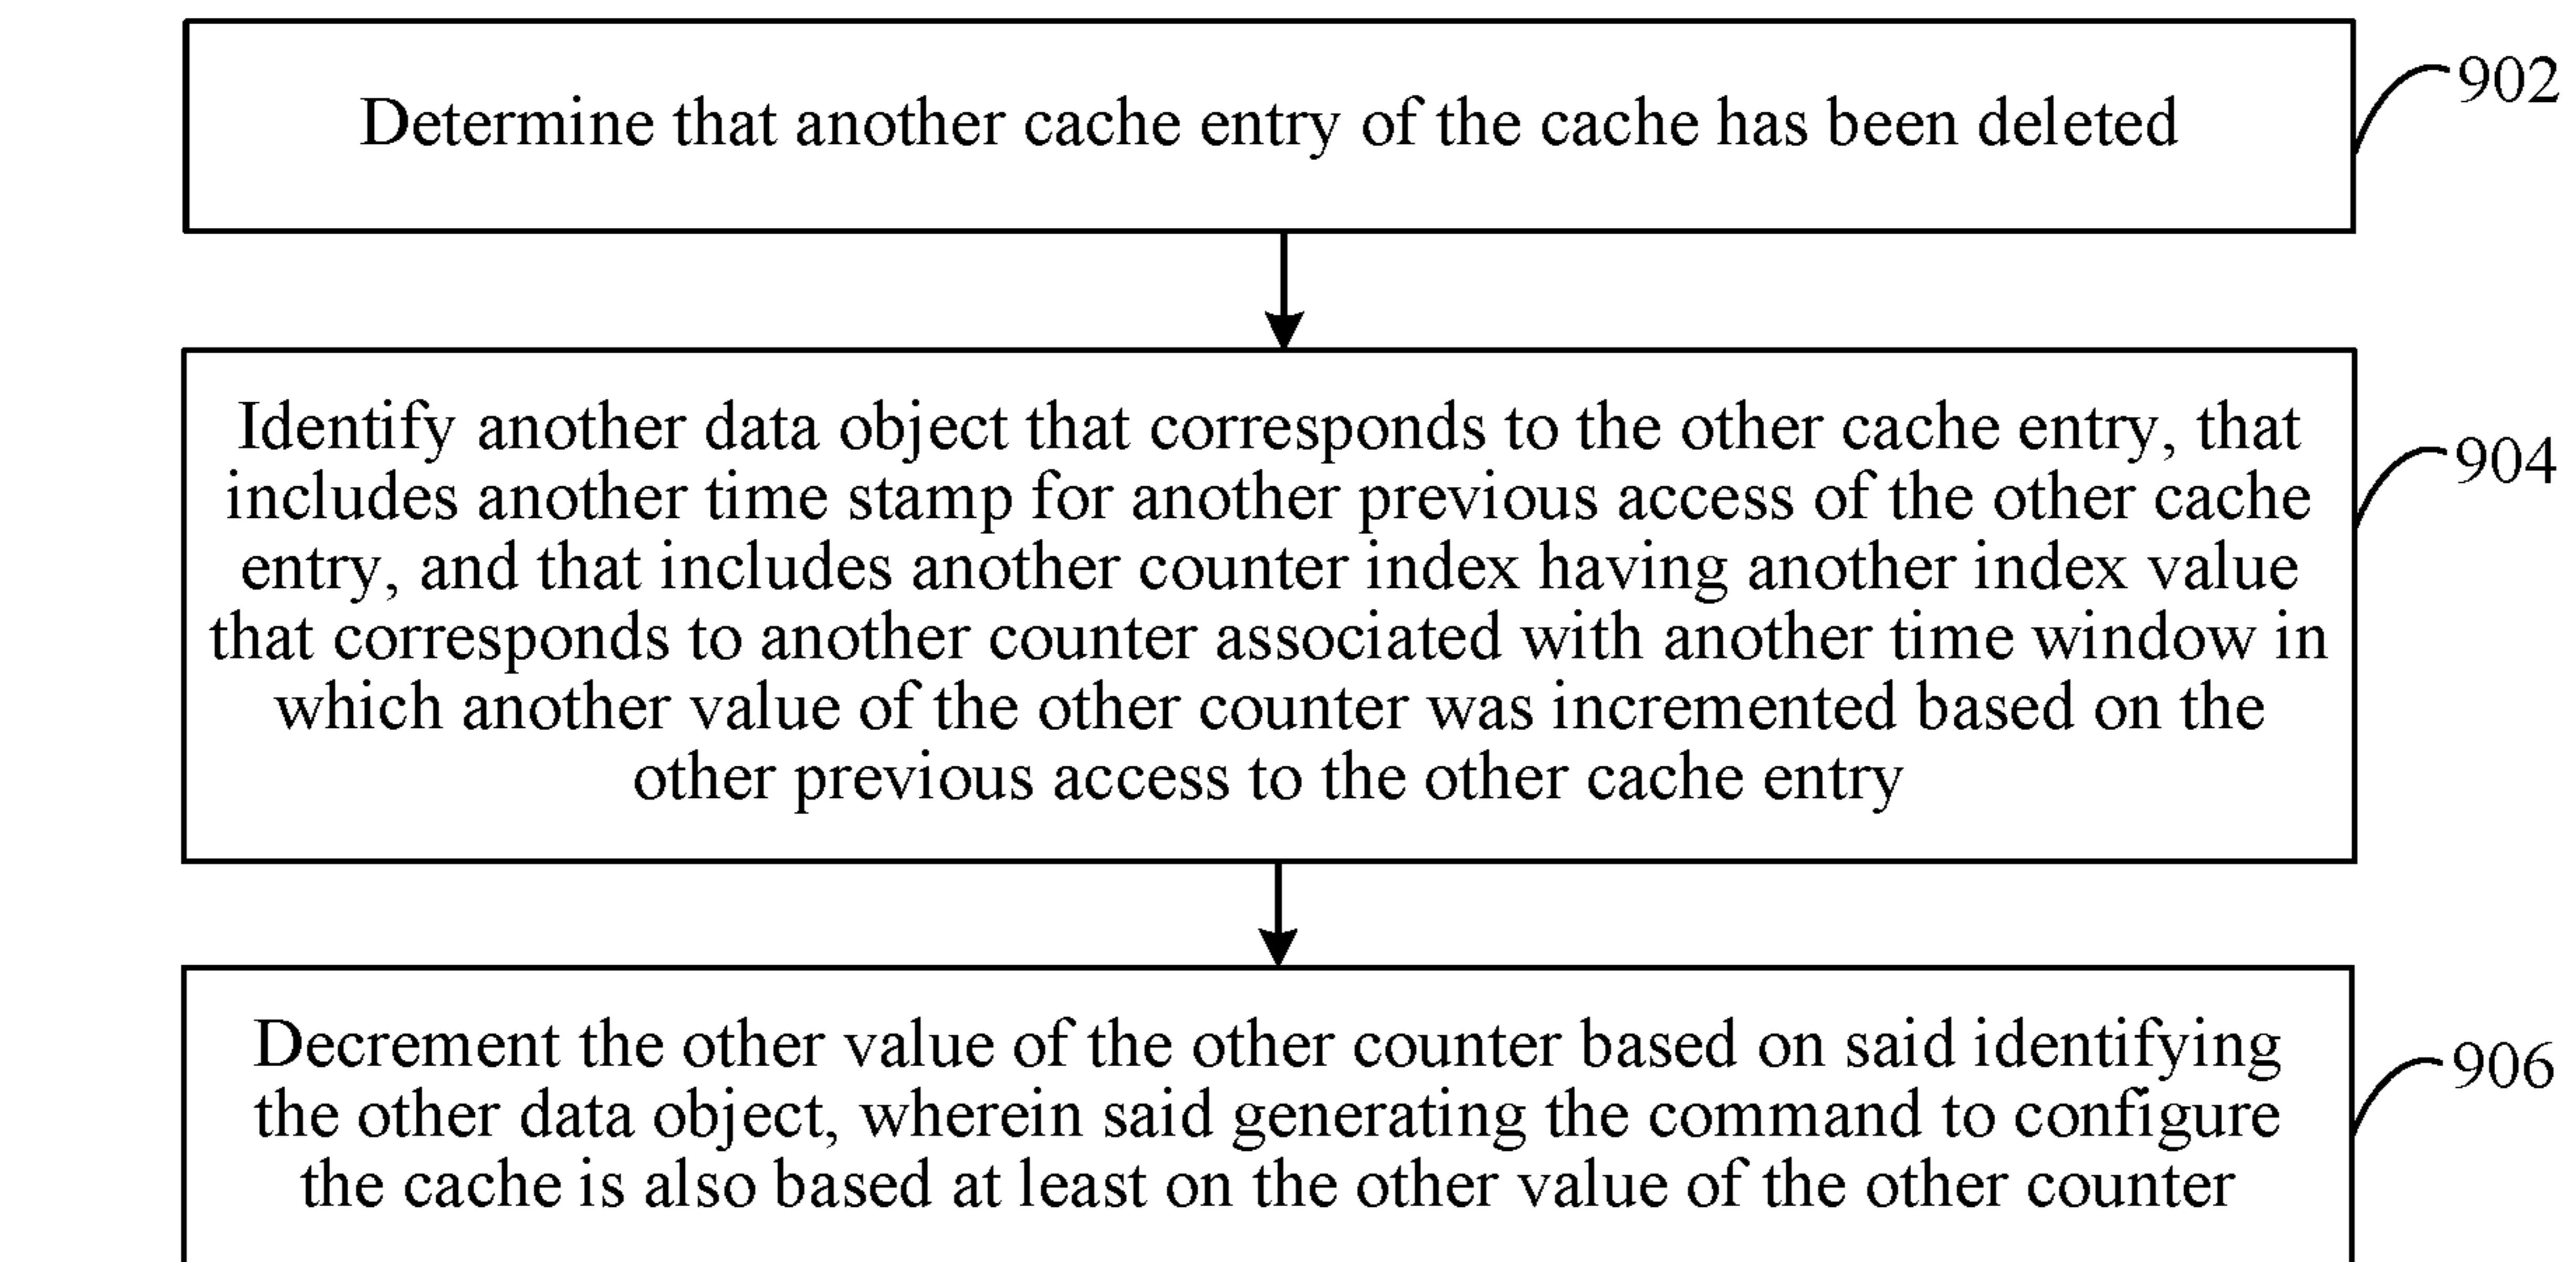 Determine that another cache entry of the cache has been deleted
902
Identify another data object that corresponds to the other cache entry, that
includes another time stamp for another previous access of the other cache
entry, and that includes another counter index having another index value
that corresponds to another counter associated with another time window in
which another value of the other counter was incremented based on the
other previous access to the other cache entry
904
Decrement the other value of the other counter based on said identifying
the other data object, wherein said generating the command to configure
the cache is also based at least on the other value of the other counter
906